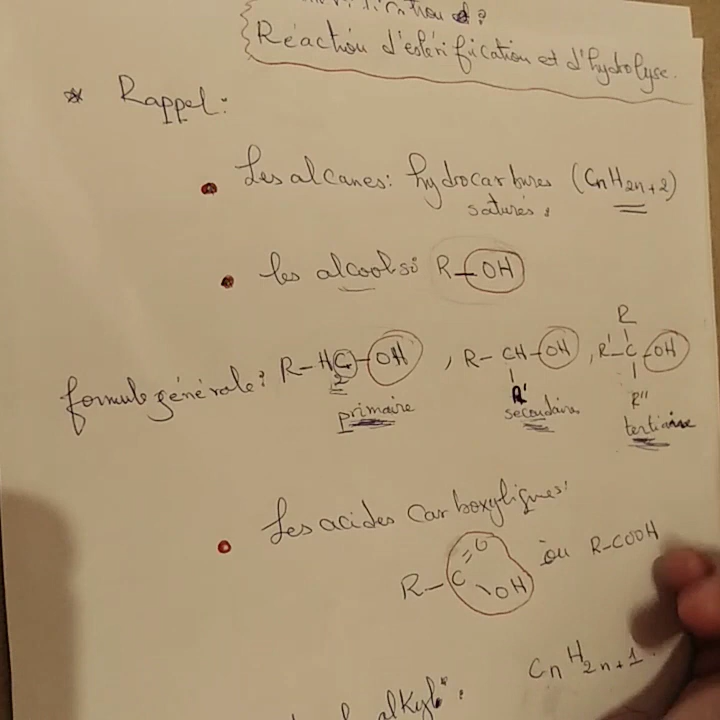 Réaction d'estérification et d'hydrolyse.
* Rappel:
• Les alcanes: hydrocarbures (CnH2n+2)
saturés.
• les alcools: R-OH
formule générale: R-H2C-OH, R-CH-OH, R'-C-OH
R
R' R"
primaire secondaire tertiaire
• Les acides carboxyliques:
O
R-C OH ou R-COOH
alkyl: CnH2n+1